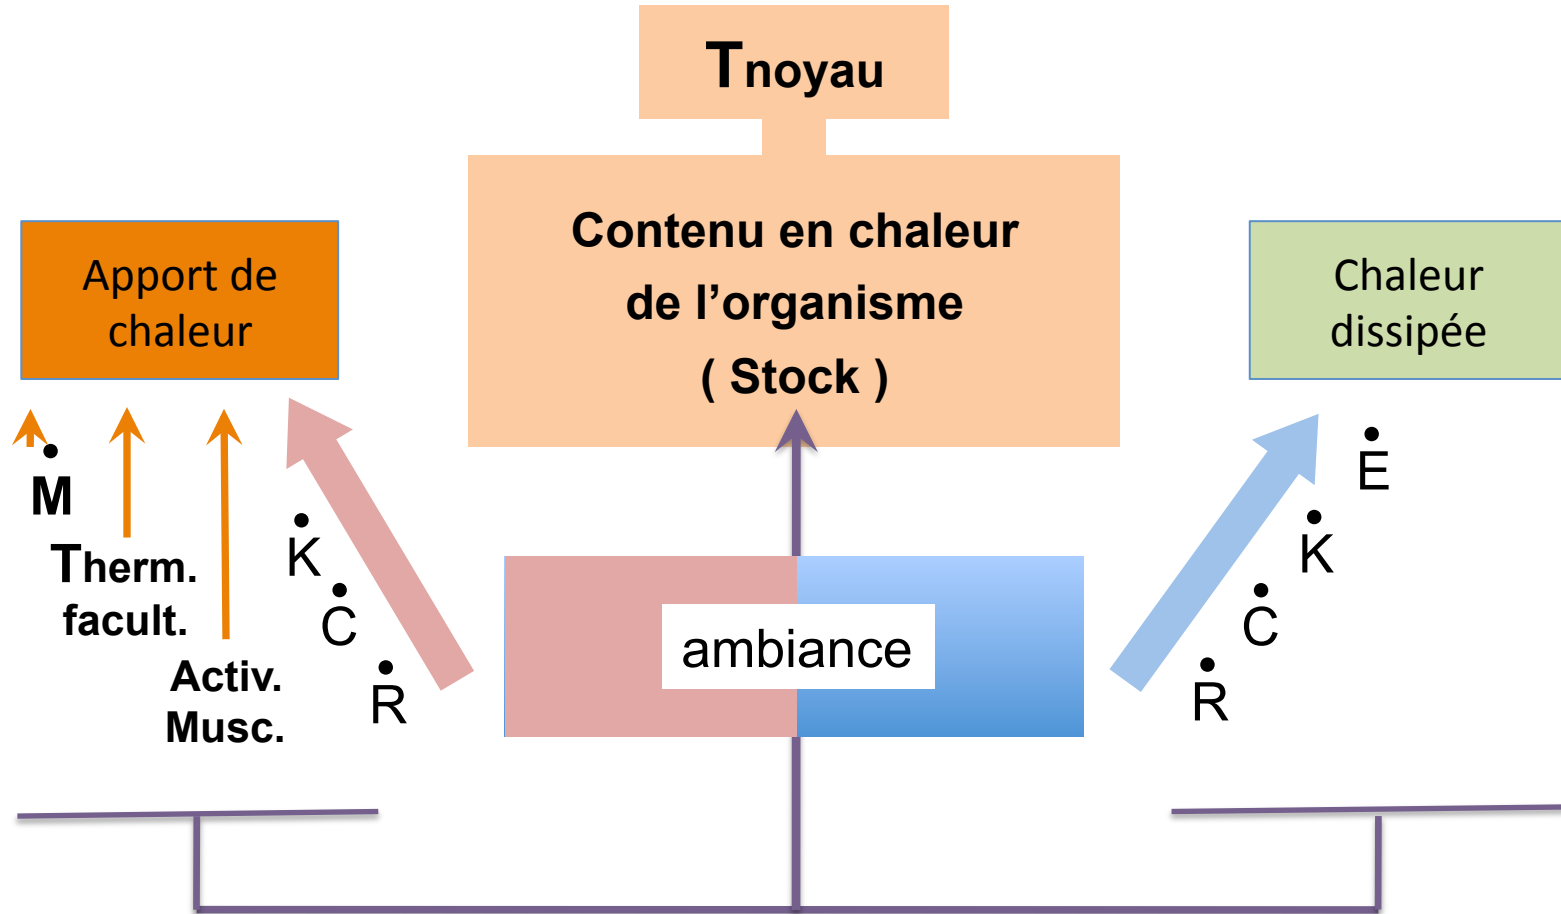 Tnoyau
Contenu en chaleur
de l’organisme
( Stock )
Apport de
chaleur
Chaleur
dissipée
Ṁ
Therm.
facult.
Activ.
Musc.
K̇
Ċ
Ṙ
ambiance
Ė
K̇
Ċ
Ṙ